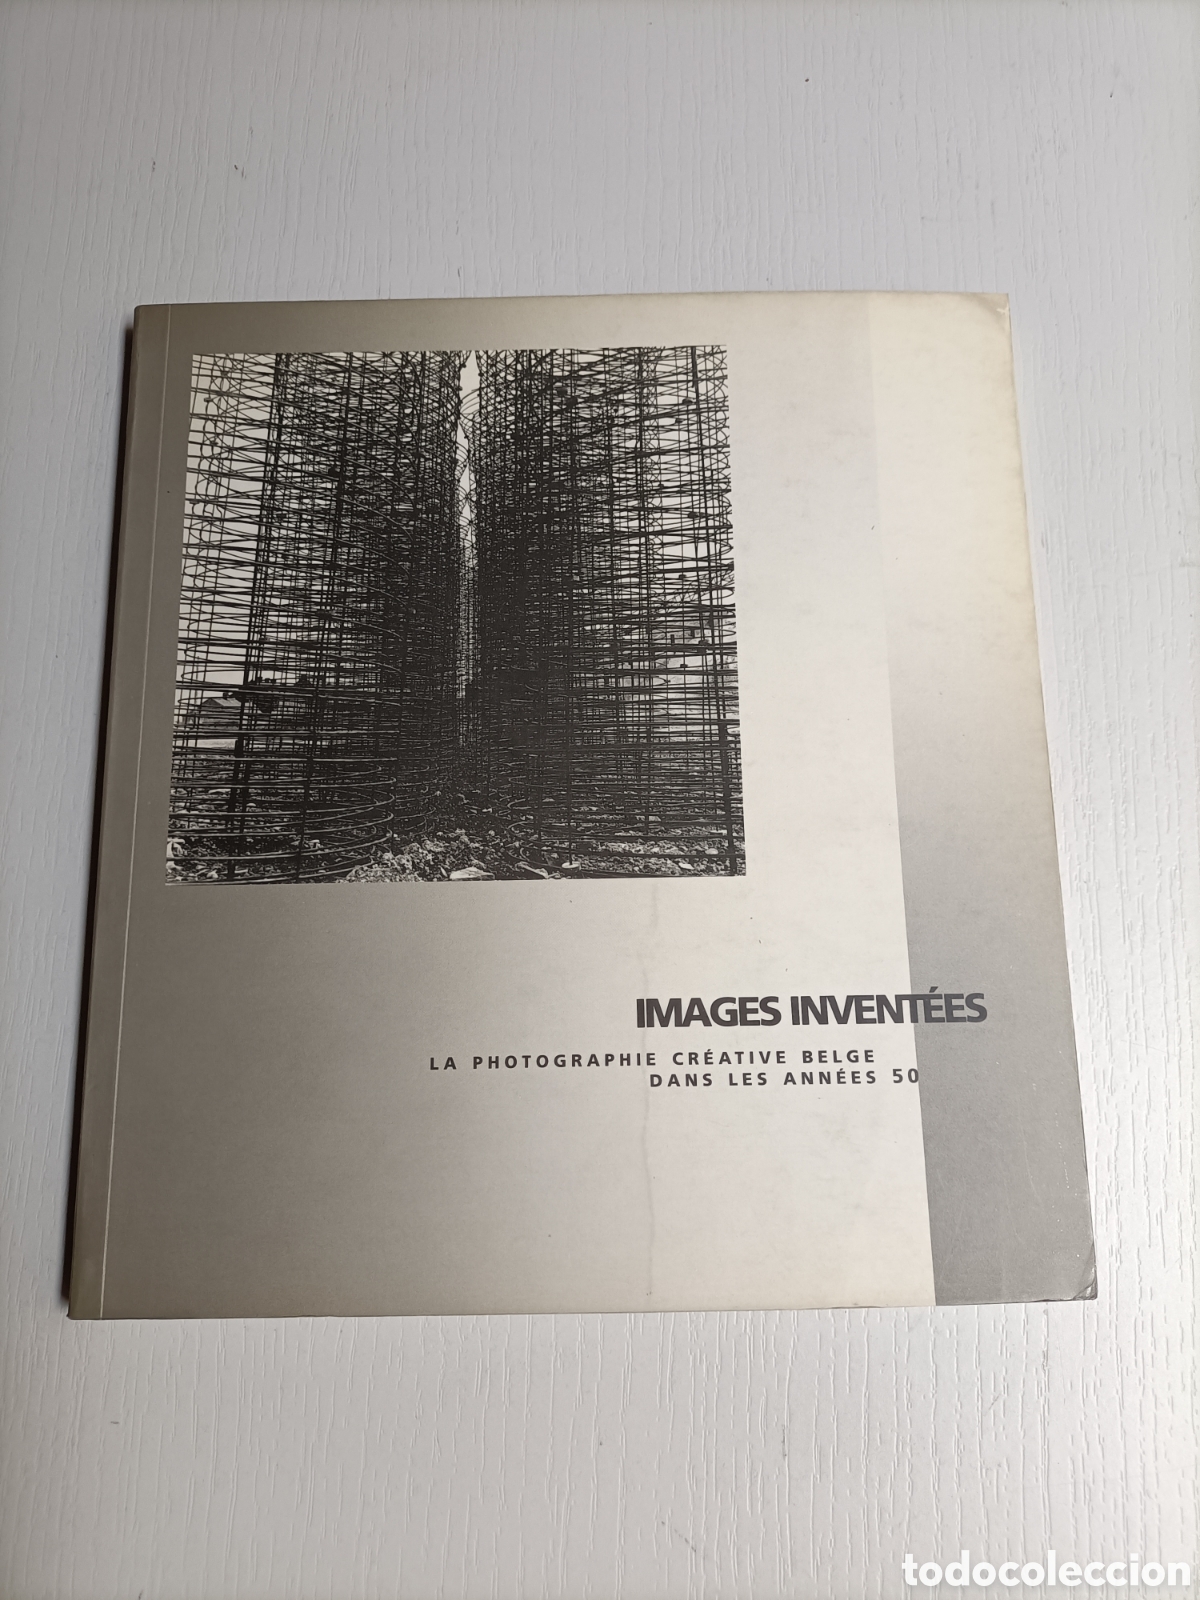 IMAGES INVENTÉES
LA PHOTOGRAPHIE CRÉATIVE BELGE
DANS LES ANNÉES 50
todocoleccion